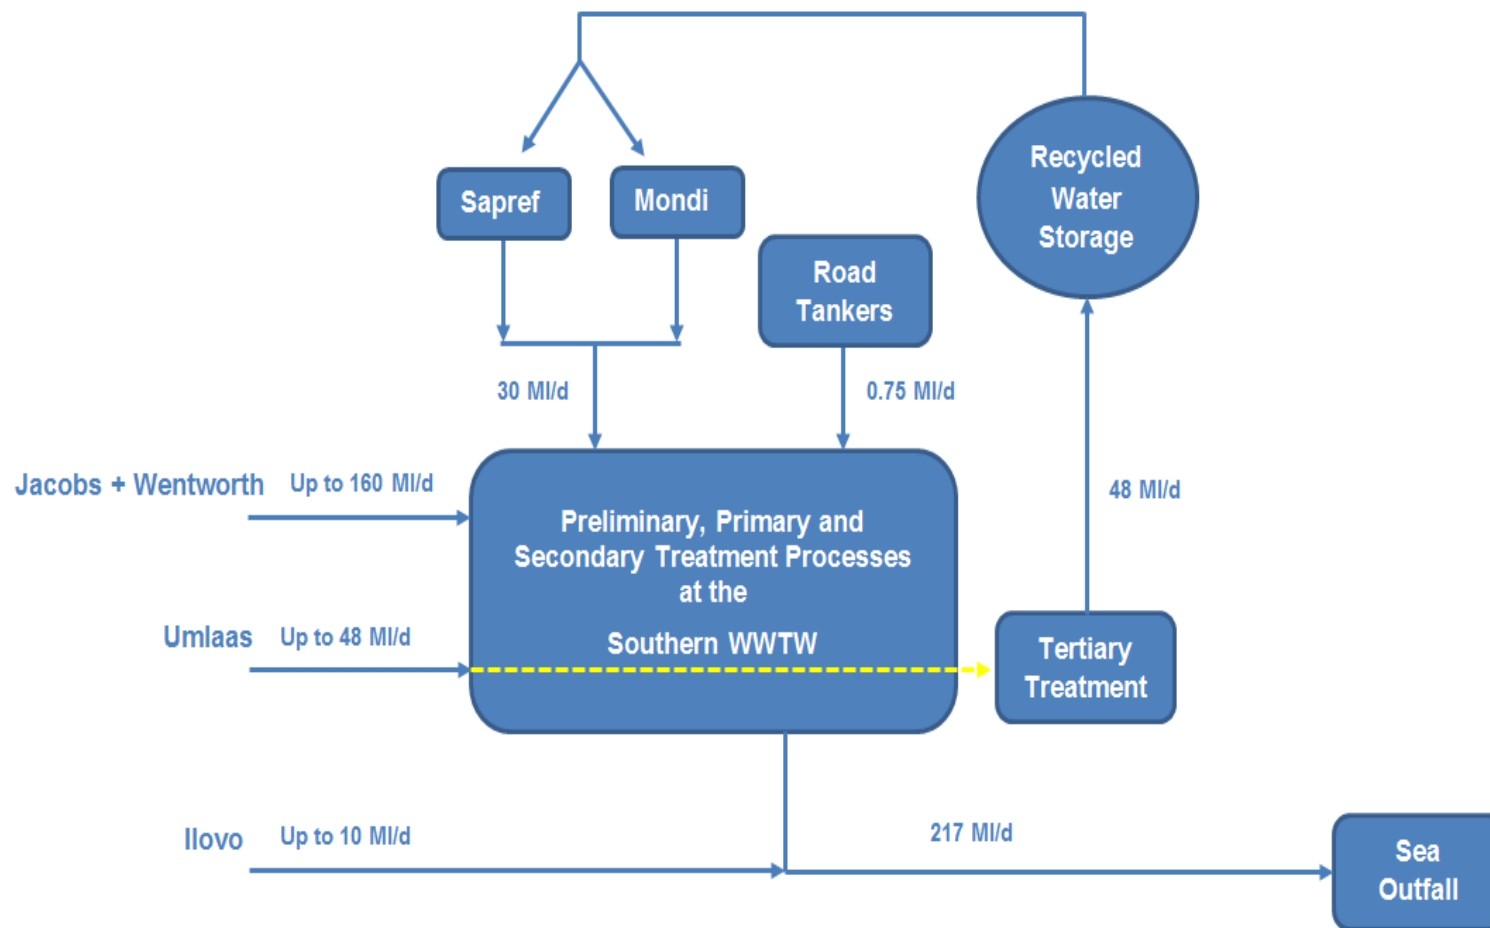 Recycled
Water
Storage
Sapref
Mondi
Road
Tankers
30 Ml/d
0.75 Ml/d
Jacobs + Wentworth
Up to 160 Ml/d
48 Ml/d
Preliminary, Primary and
Secondary Treatment Processes
at the
Southern WWTW
Umlaas
Up to 48 Ml/d
Tertiary
Treatment
Ilovo
Up to 10 Ml/d
217 Ml/d
Sea
Outfall